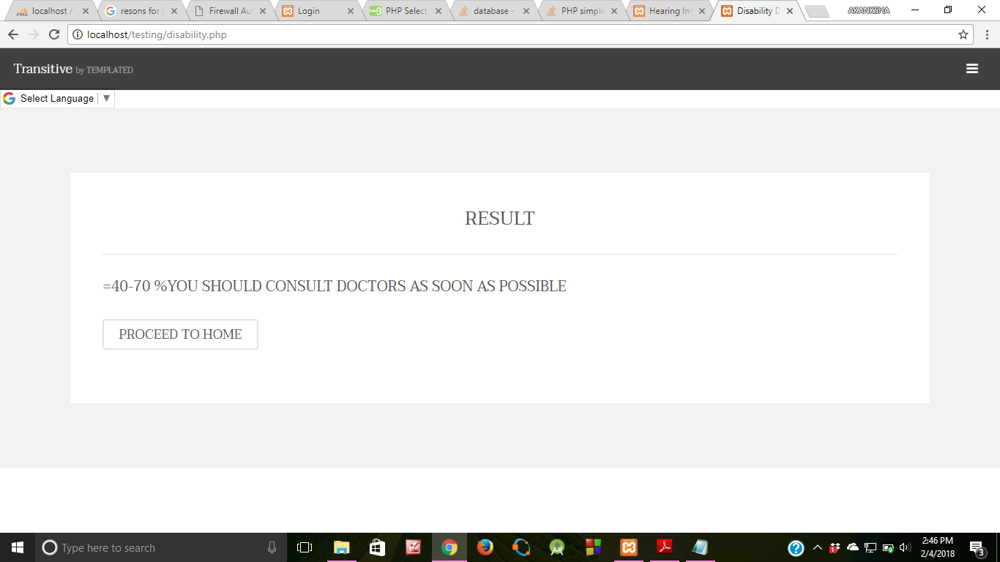 localhost /
resons for
Firewall Au
Login
PHP Select
database -
PHP simple
Hearing Im
Disability D
AKANKSHA
localhost/testing/disability.php
Transitive by TEMPLATED
Select Language ▼
RESULT
=40-70 %YOU SHOULD CONSULT DOCTORS AS SOON AS POSSIBLE
PROCEED TO HOME
Type here to search
2:46 PM
2/4/2018
3